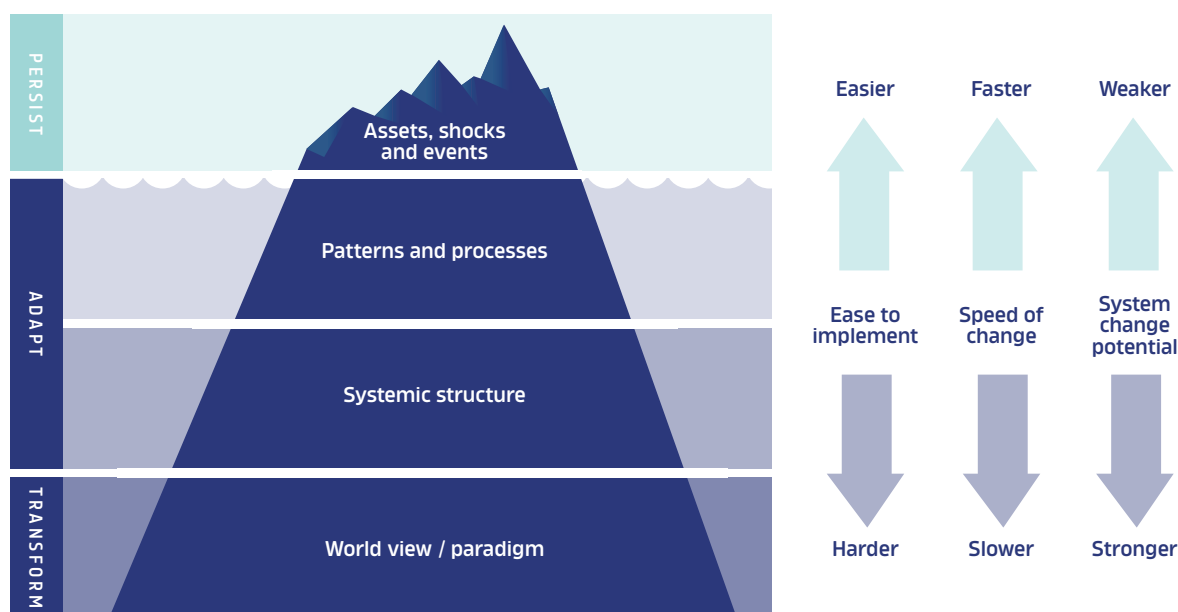 PERSIST
Assets, shocks
and events
ADAPT
Patterns and processes
Systemic structure
TRANSFORM
World view / paradigm
Easier
Faster
Weaker
Ease to
implement
Speed of
change
System
change
potential
Harder
Slower
Stronger